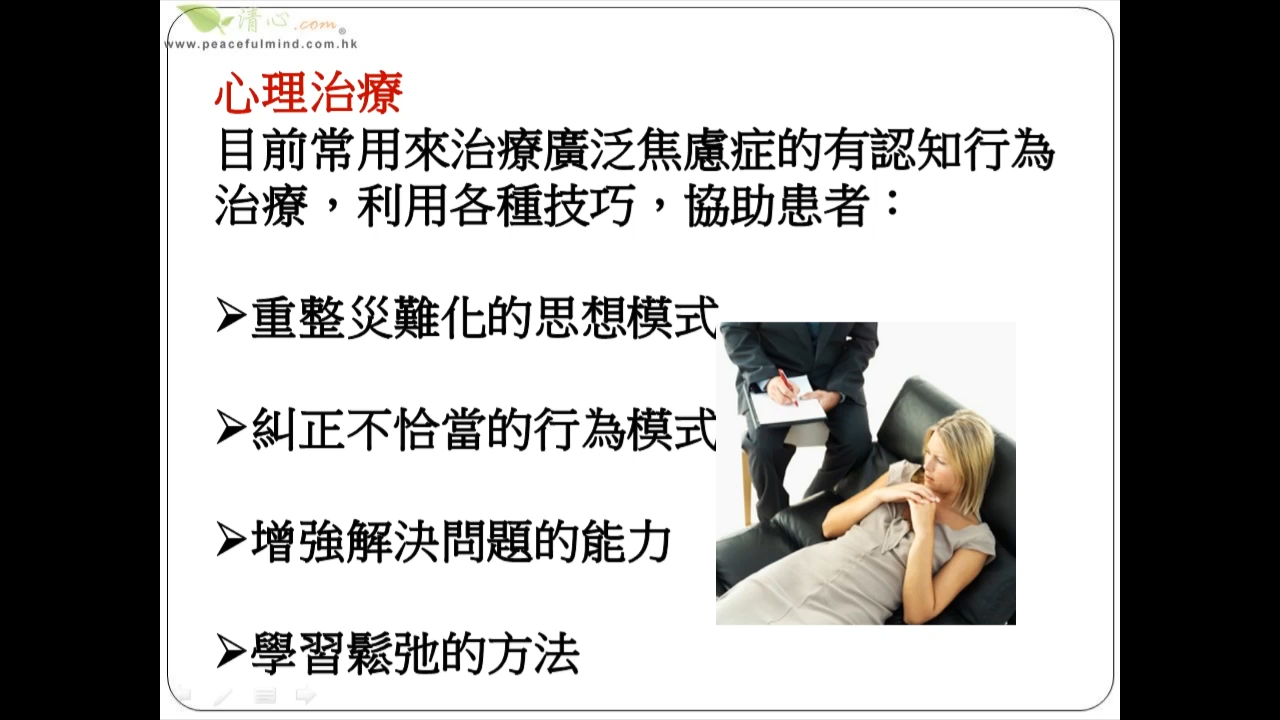 清心.com®
www.peacefulmind.com.hk
心理治療
目前常用來治療廣泛焦慮症的有認知行為
治療，利用各種技巧，協助患者：
➢重整災難化的思想模式
➢糾正不恰當的行為模式
➢增強解決問題的能力
➢學習鬆弛的方法